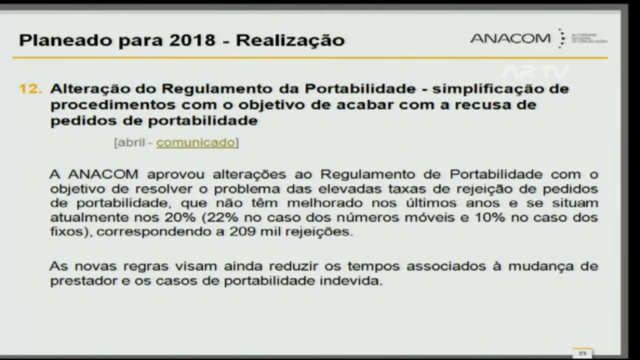 Planeado para 2018 - Realização
ANACOM
ARTV
12. Alteração do Regulamento da Portabilidade - simplificação de
procedimentos com o objetivo de acabar com a recusa de
pedidos de portabilidade
[abril - comunicado]
A ANACOM aprovou alterações ao Regulamento de Portabilidade com o
objetivo de resolver o problema das elevadas taxas de rejeição de pedidos
de portabilidade, que não têm melhorado nos últimos anos e se situam
atualmente nos 20% (22% no caso dos números móveis e 10% no caso dos
fixos), correspondendo a 209 mil rejeições.
As novas regras visam ainda reduzir os tempos associados à mudança de
prestador e os casos de portabilidade indevida.